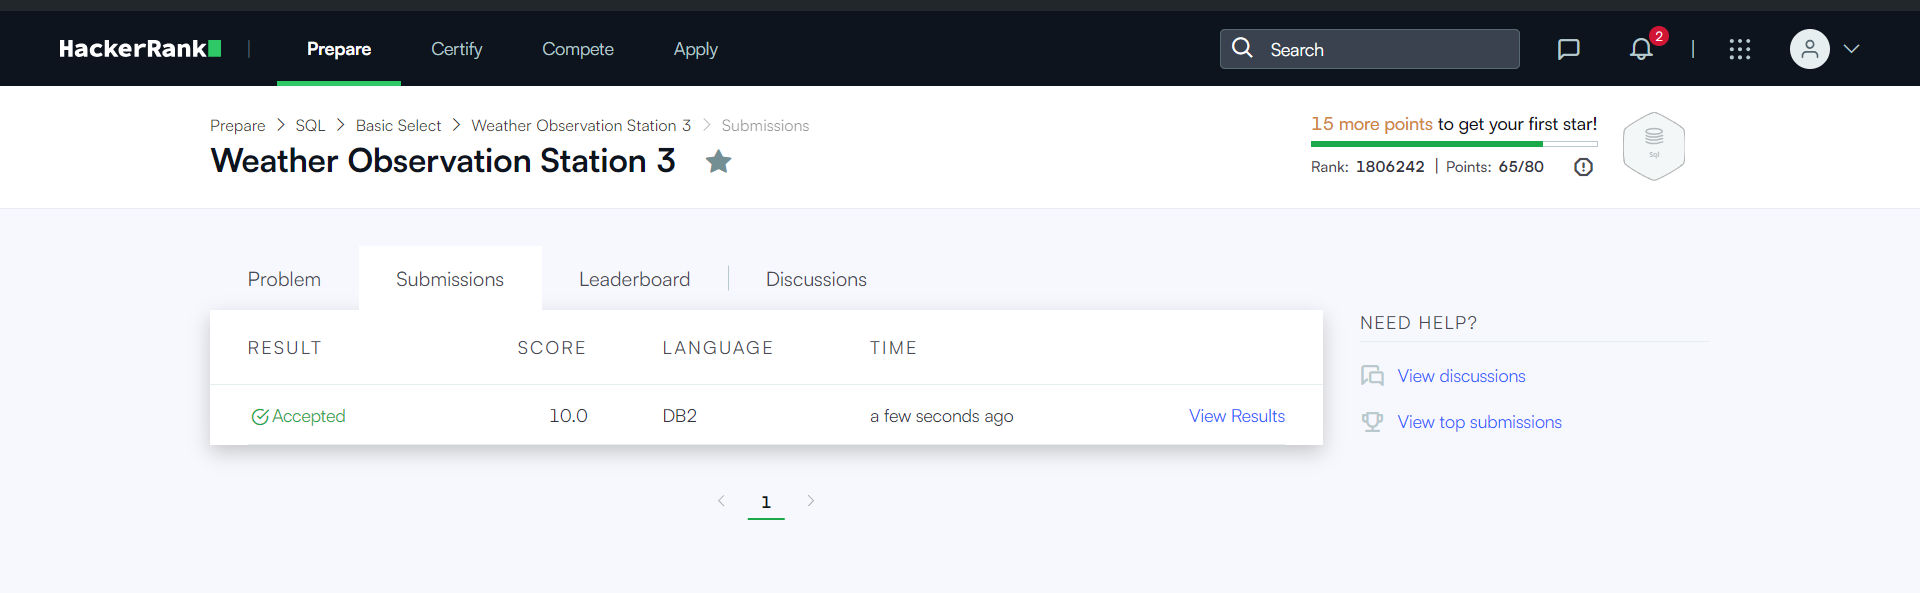 HackerRank | Prepare Certify Compete Apply Search 2 |
Prepare > SQL > Basic Select > Weather Observation Station 3 > Submissions
Weather Observation Station 3
15 more points to get your first star!
Rank: 1806242 | Points: 65/80
Sql
Problem Submissions Leaderboard Discussions
RESULT SCORE LANGUAGE TIME
Accepted 10.0 DB2 a few seconds ago View Results
1
NEED HELP?
View discussions
View top submissions